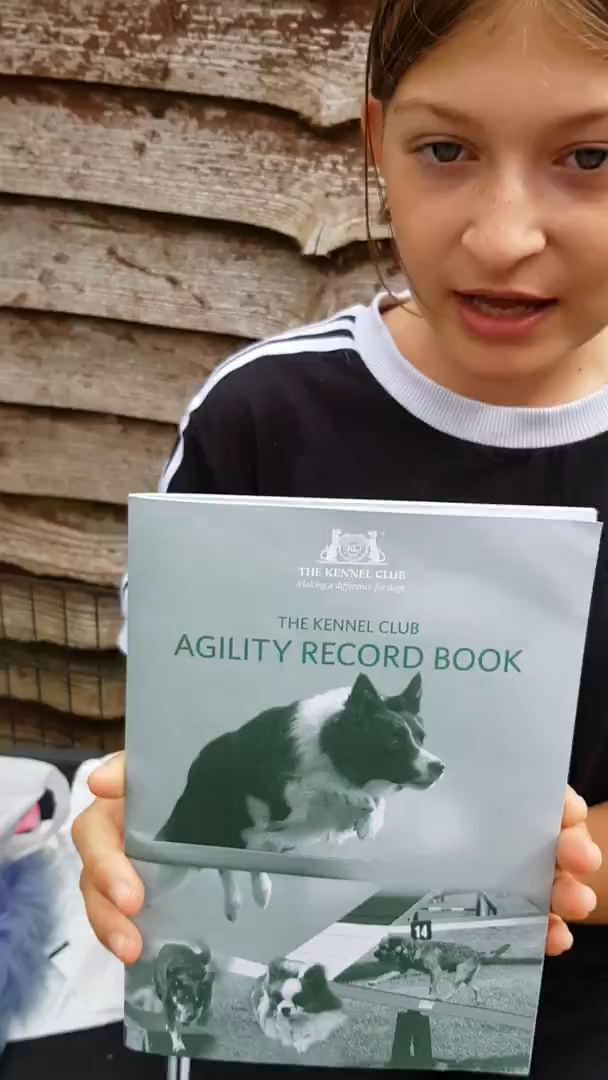 THE KENNEL CLUB
Making a difference for dogs
THE KENNEL CLUB
AGILITY RECORD BOOK
14